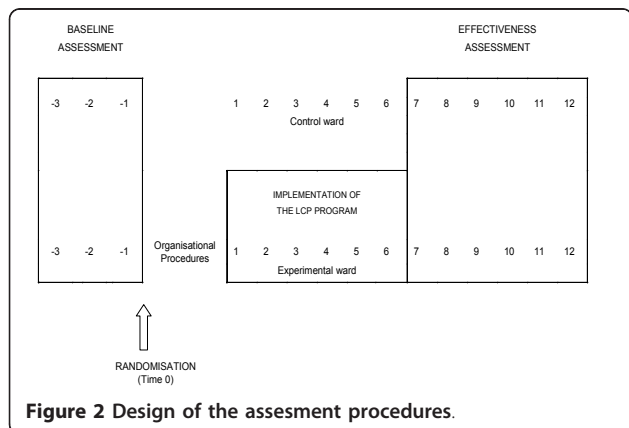 BASELINE
ASSESSMENT
EFFECTIVENESS
ASSESSMENT
-3 -2 -1 1 2 3 4 5 6 7 8 9 10 11 12
Control ward
IMPLEMENTATION OF
THE LCP PROGRAM
-3 -2 -1 Organisational Procedures 1 2 3 4 5 6 7 8 9 10 11 12
Experimental ward
RANDOMISATION
(Time 0)
Figure 2 Design of the assesment procedures.